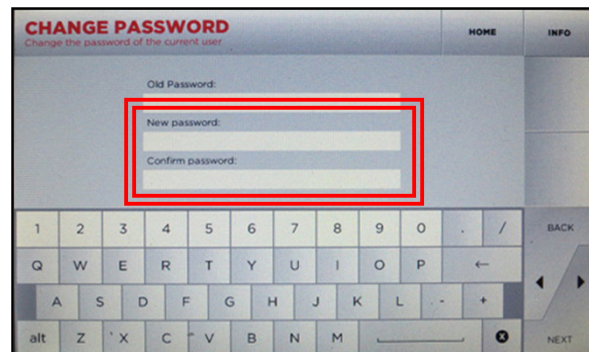 CHANGE PASSWORD
Change the password of the current user
HOME
INFO
Old Password:
New password:
Confirm password:
1 2 3 4 5 6 7 8 9 0 . /
BACK
Q W E R T Y U I O P ←
A S D F G H J K L - +
alt Z X C V B N M
NEXT